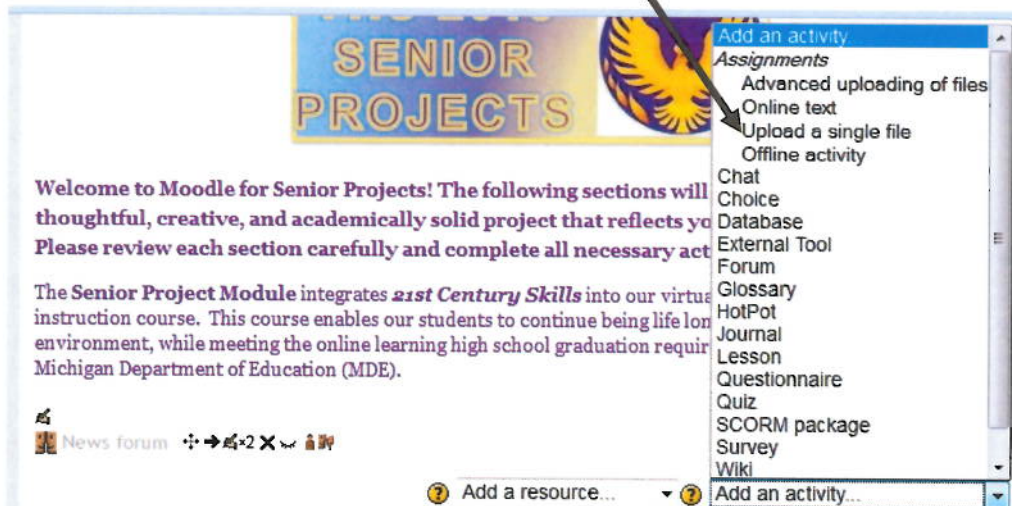 SENIOR
PROJECTS
Welcome to Moodle for Senior Projects! The following sections will
thoughtful, creative, and academically solid project that reflects yo
Please review each section carefully and complete all necessary act
The Senior Project Module integrates 21st Century Skills into our virtua
instruction course. This course enables our students to continue being life lon
environment, while meeting the online learning high school graduation requir
Michigan Department of Education (MDE).
News forum
×2
Add a resource...
Add an activity...
Add an activity...
Assignments
Advanced uploading of files
Online text
Upload a single file
Offline activity
Chat
Choice
Database
External Tool
Forum
Glossary
HotPot
Journal
Lesson
Questionnaire
Quiz
SCORM package
Survey
Wiki